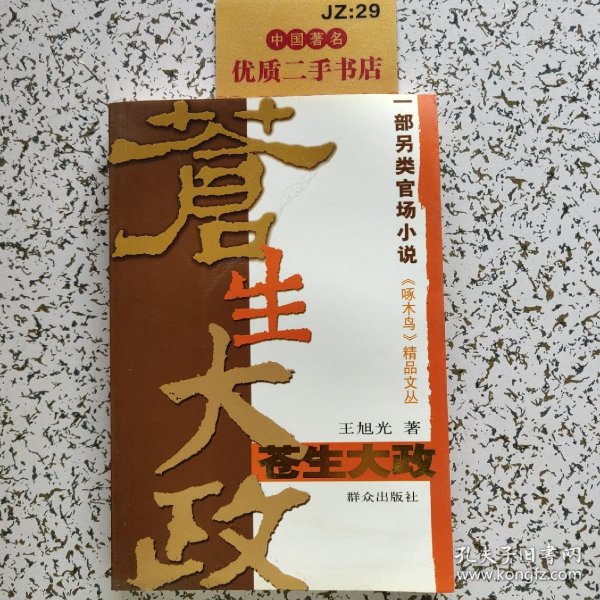 JZ:29
中国著名
优质二手书店
蒼生大政
一部另类官场小说
《啄木鸟》精品文丛
王旭光 著
苍生大政
群众出版社
孔夫子旧书网
kongfz.com